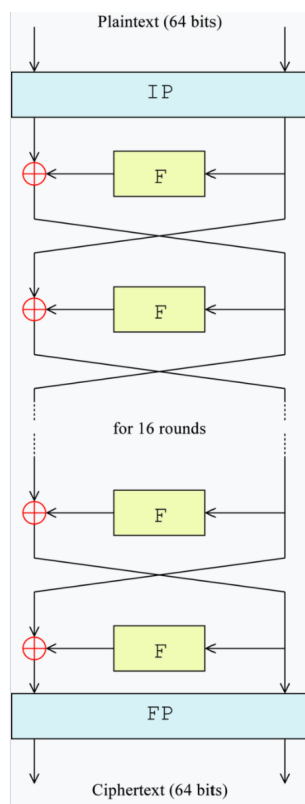 Plaintext (64 bits)
IP
F
F
for 16 rounds
F
F
FP
Ciphertext (64 bits)